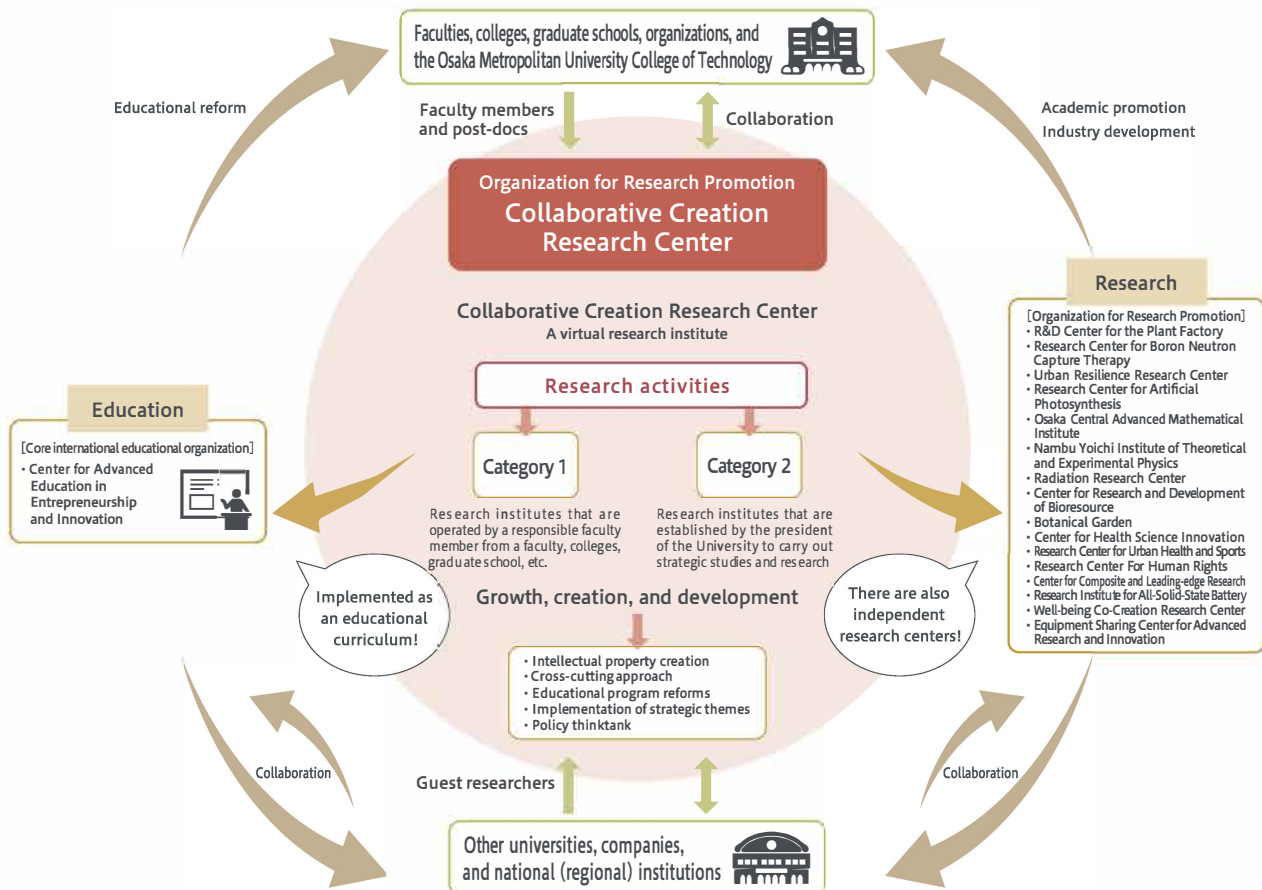 Faculties, colleges, graduate schools, organizations, and
the Osaka Metropolitan University College of Technology
Educational reform
Faculty members
and post-docs
Collaboration
Academic promotion
Industry development
Organization for Research Promotion
Collaborative Creation
Research Center
Collaborative Creation Research Center
A virtual research institute
Research activities
Category 1
Category 2
Research institutes that are
operated by a responsible faculty
member from a faculty, colleges,
graduate school, etc.
Research institutes that are
established by the president
of the University to carry out
strategic studies and research
Education
[Core international educational organization]
・Center for Advanced
Education in
Entrepreneurship
and Innovation
Implemented as
an educational
curriculum!
Research
[Organization for Research Promotion]
・R&D Center for the Plant Factory
・Research Center for Boron Neutron
Capture Therapy
・Urban Resilience Research Center
・Research Center for Artificial
Photosynthesis
・Osaka Central Advanced Mathematical
Institute
・Nambu Yoichi Institute of Theoretical
and Experimental Physics
・Radiation Research Center
・Center for Research and Development
of Bioresource
・Botanical Garden
・Center for Health Science Innovation
・Research Center for Urban Health and Sports
・Research Center For Human Rights
・Center for Composite and Leading-edge Research
・Research Institute for All-Solid-State Battery
・Well-being Co-Creation Research Center
・Equipment Sharing Center for Advanced
Research and Innovation
There are also
independent
research centers!
Growth, creation, and development
・Intellectual property creation
・Cross-cutting approach
・Educational program reforms
・Implementation of strategic themes
・Policy thinktank
Collaboration
Guest researchers
Collaboration
Other universities, companies,
and national (regional) institutions